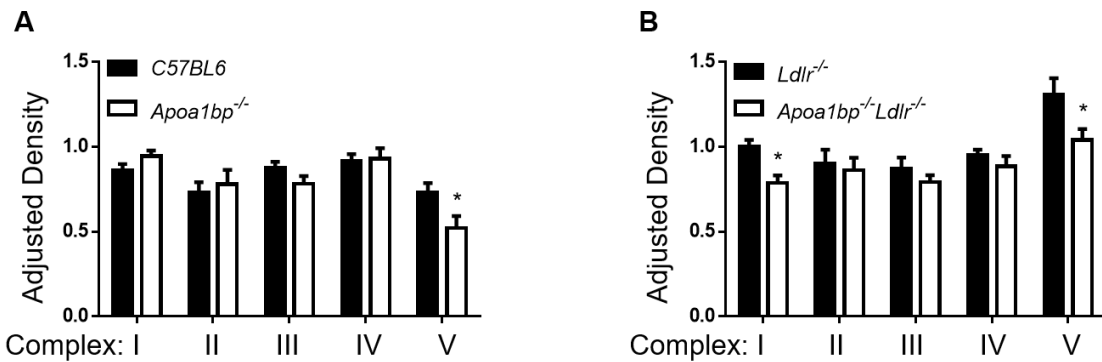 A
Adjusted Density
1.5
1.0
0.5
0.0
C57BL6
Apoa1bp-/-
*
Complex: I II III IV V
B
Adjusted Density
1.5
1.0
0.5
0.0
Ldlr-/-
Apoa1bp-/-Ldlr-/-
*
*
Complex: I II III IV V